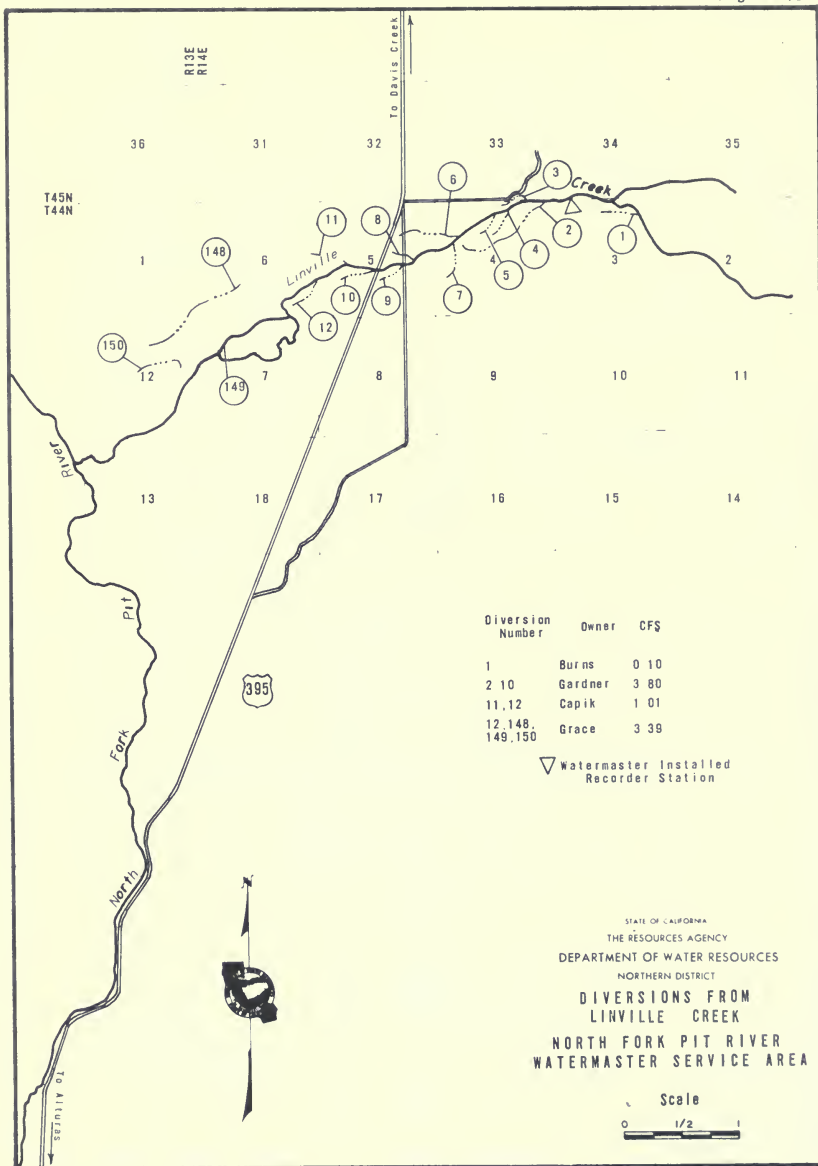 R13E
R14E
To Davis Creek
36
31
32
33
34
35
T45N
T44N
6
3
Creek
11
8
2
1
148
1
6
Linville
5
4
5
4
3
2
10
9
7
12
150
12
149
7
8
9
10
11
River
13
18
17
16
15
14
Pit
Diversion Number Owner CFS
1 Burns 0 10
2 10 Gardner 3 80
11,12 Capik 1 01
12,148,
149,150 Grace 3 39
395
Watermaster Installed
Recorder Station
Fork
North
N
STATE OF CALIFORNIA
THE RESOURCES AGENCY
DEPARTMENT OF WATER RESOURCES
NORTHERN DISTRICT
DIVERSIONS FROM
LINVILLE CREEK
NORTH FORK PIT RIVER
WATERMASTER SERVICE AREA
To Alturas
Scale
0 1/2 1